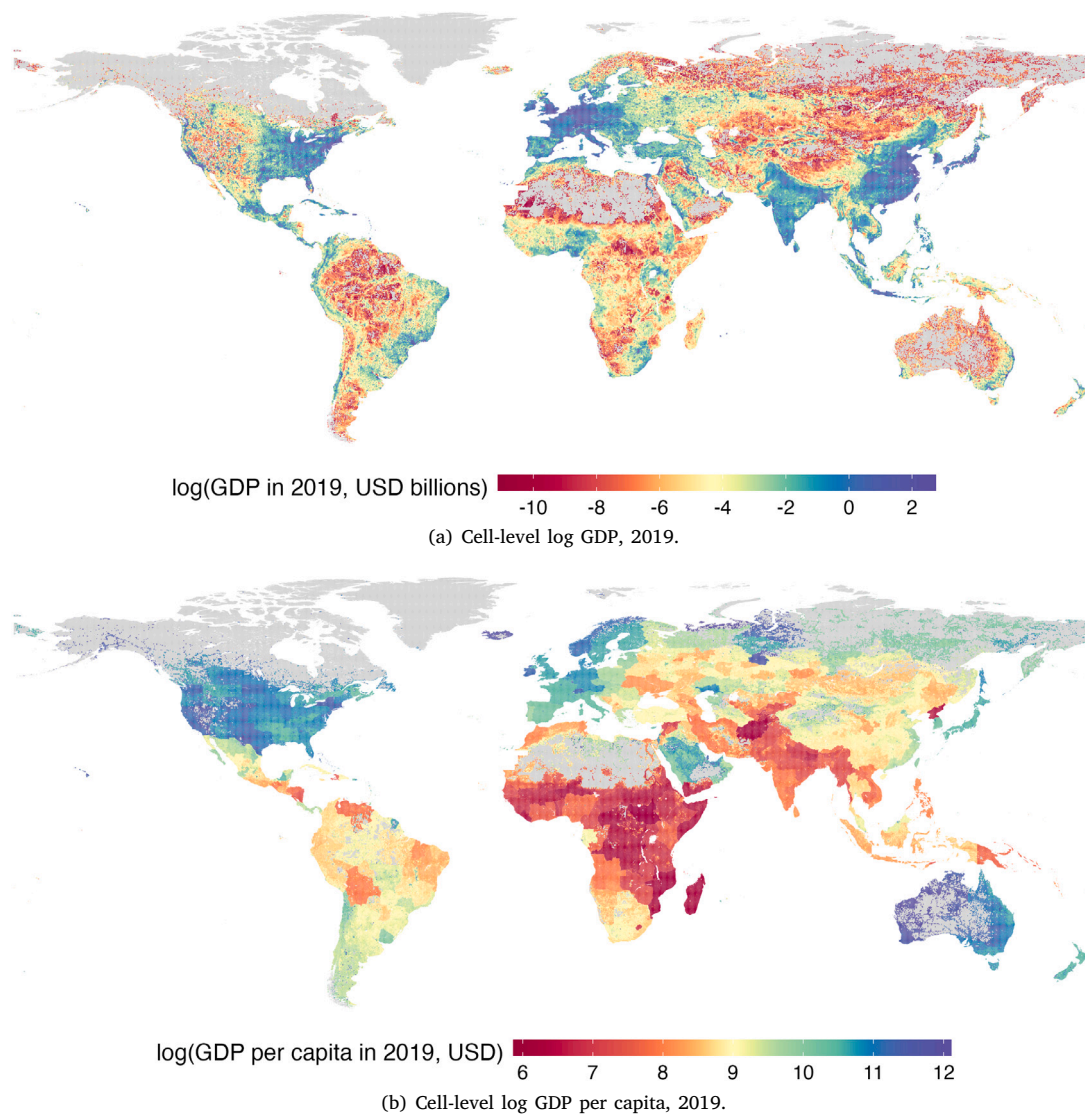 log(GDP in 2019, USD billions)
-10 -8 -6 -4 -2 0 2
(a) Cell-level log GDP, 2019.
log(GDP per capita in 2019, USD)
6 7 8 9 10 11 12
(b) Cell-level log GDP per capita, 2019.